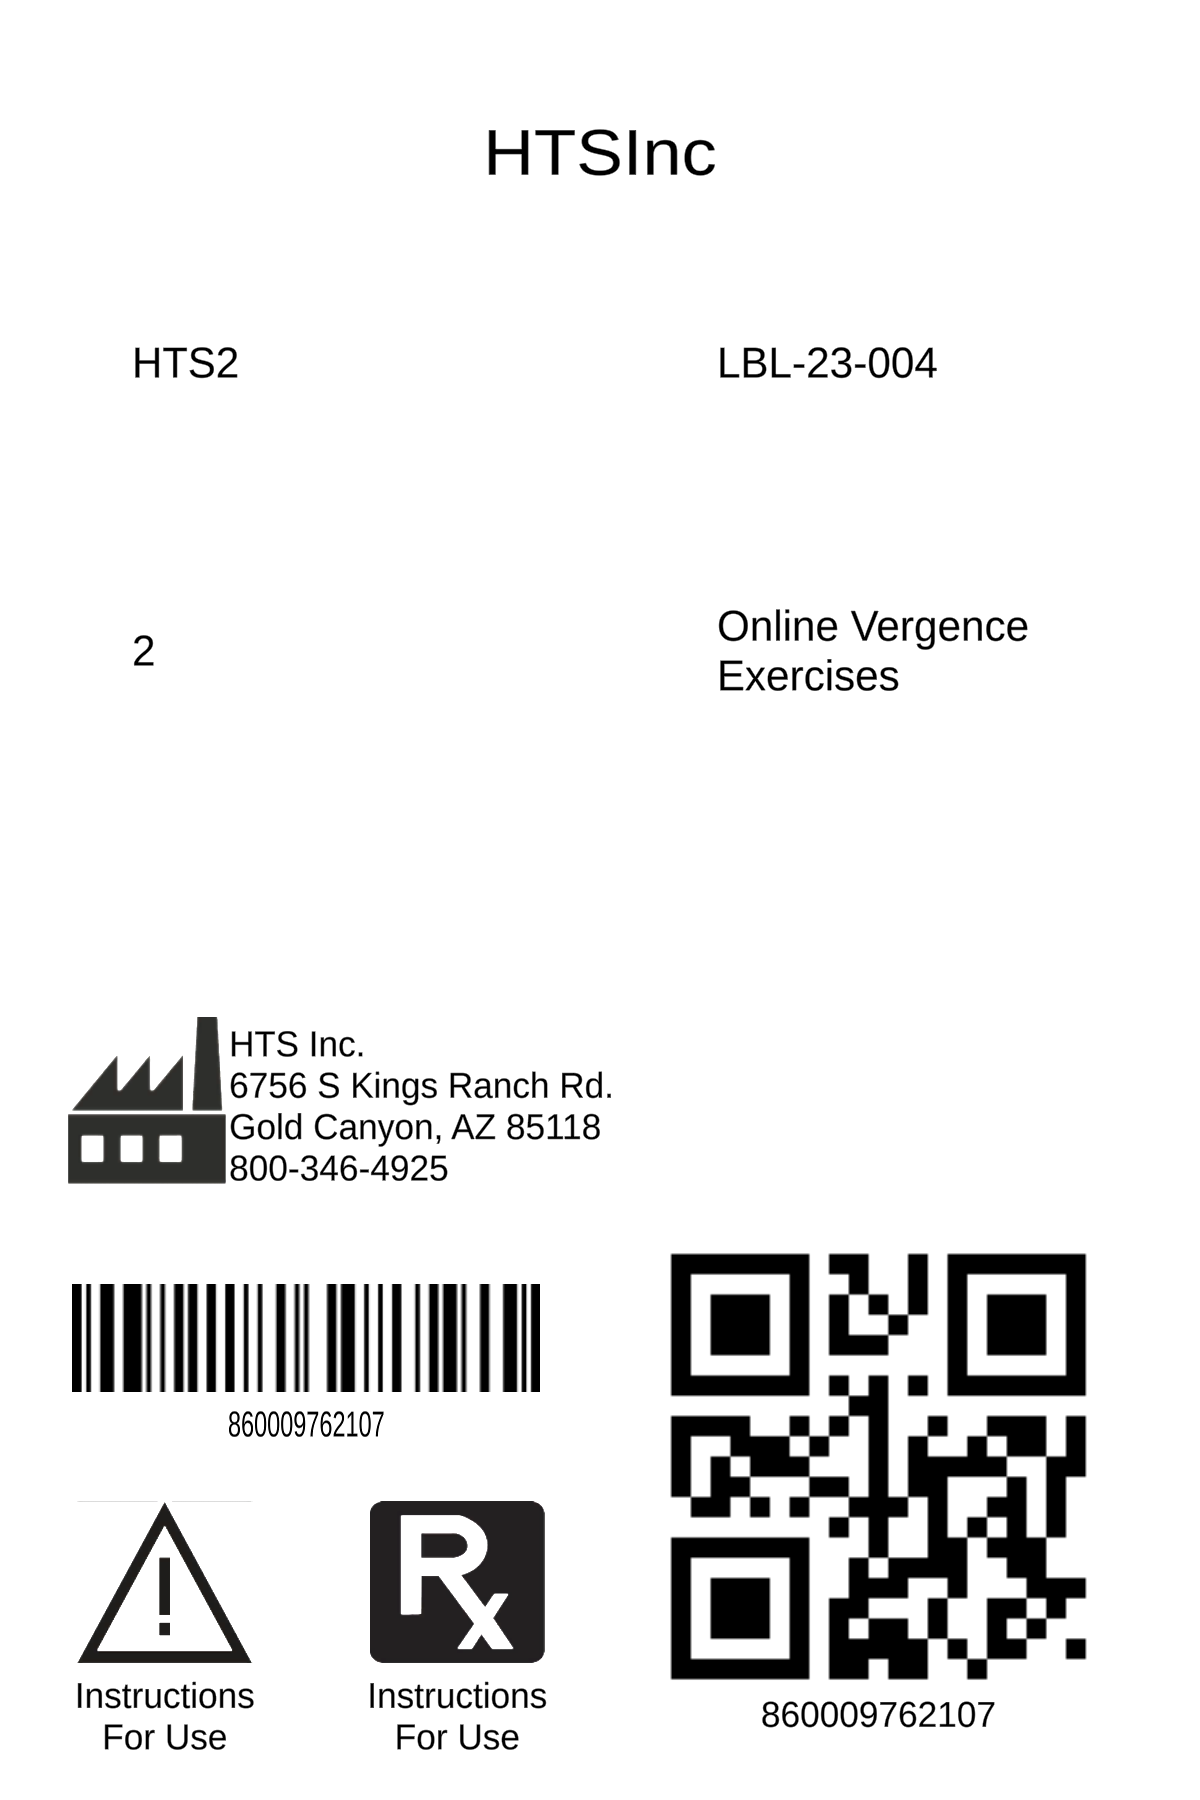 HTSInc
HTS2
LBL-23-004
2
Online Vergence
Exercises
HTS Inc.
6756 S Kings Ranch Rd.
Gold Canyon, AZ 85118
800-346-4925
860009762107
Rx
Instructions
For Use
Instructions
For Use
860009762107